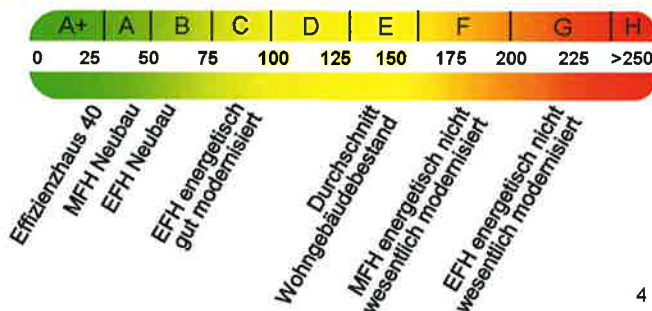 A+ A B C D E F G H
0 25 50 75 100 125 150 175 200 225 >250
Effizienzhaus 40
MFH Neubau
EFH Neubau
EFH energetisch
gut modernisiert
Durchschnitt
Wohngebäudebestand
MFH energetisch nicht
wesentlich modernisiert
EFH energetisch nicht
wesentlich modernisiert
4